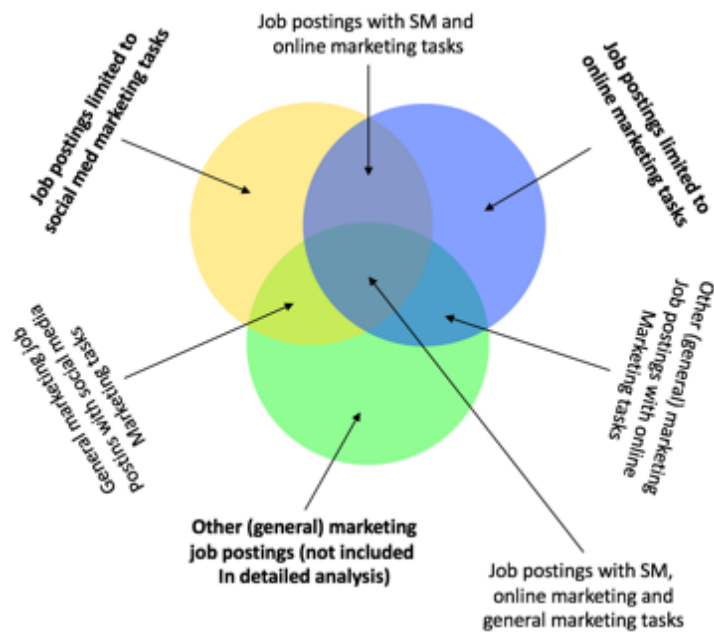 Job postings with SM and
online marketing tasks
Job postings limited to
social med marketing tasks
Job postings limited to
online marketing tasks
General marketing job
Postins with social media
Marketing tasks
Other (general) marketing
Job postings with online
Marketing tasks
Other (general) marketing
job postings (not included
In detailed analysis)
Job postings with SM,
online marketing and
general marketing tasks